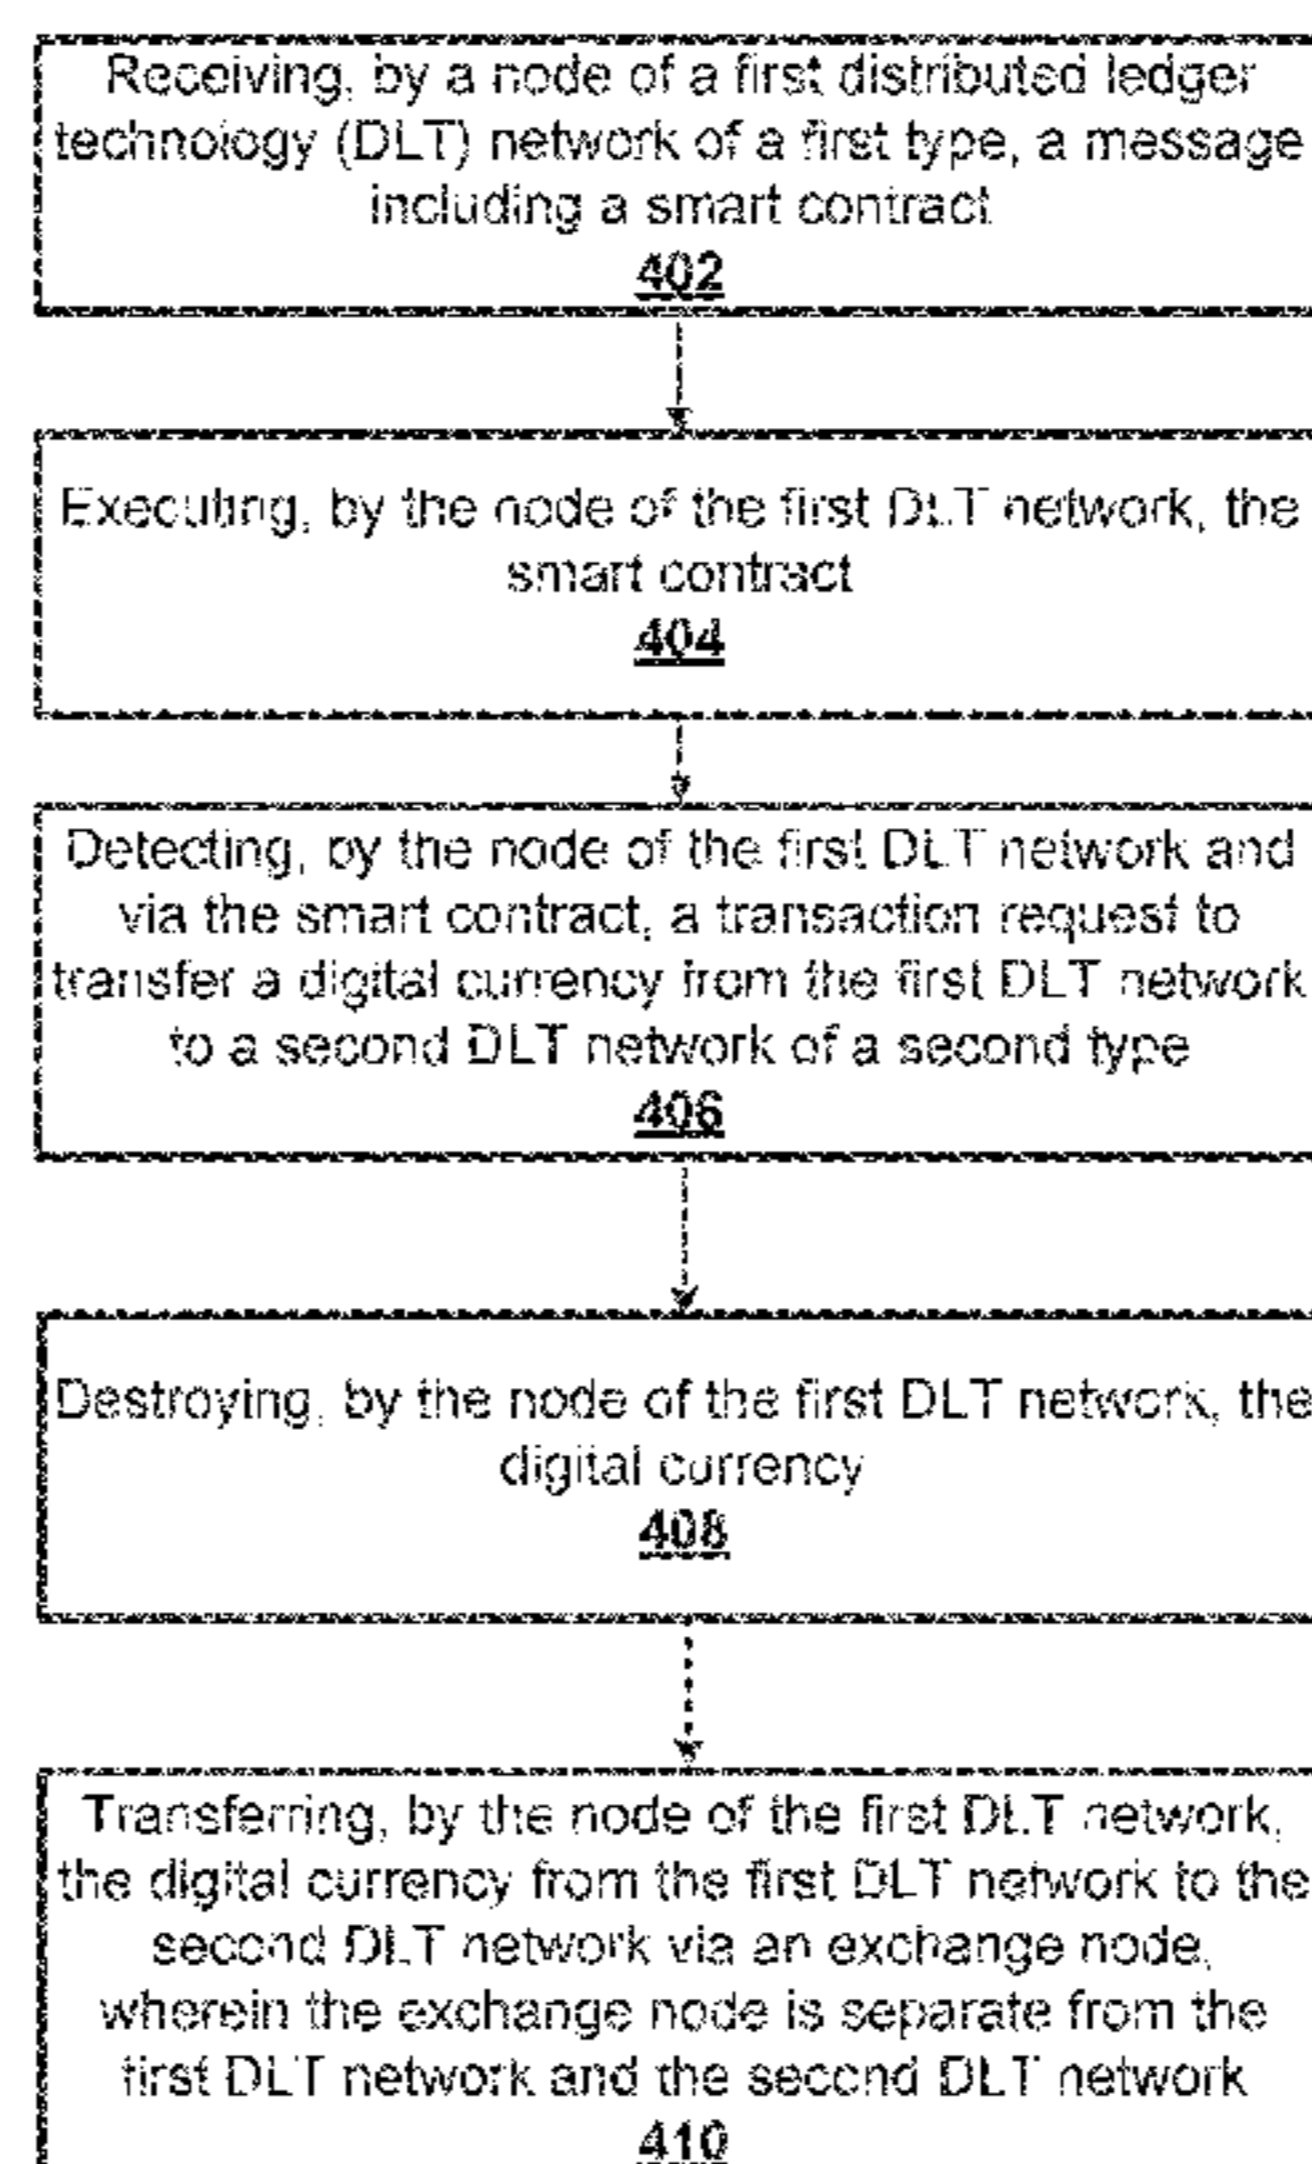 Receiving, by a node of a first distributed ledger
technology (DLT) network of a first type, a message
including a smart contract
402
Executing, by the node of the first DLT network, the
smart contract
404
Detecting, by the node of the first DLT network and
via the smart contract, a transaction request to
transfer a digital currency from the first DLT network
to a second DLT network of a second type
406
Destroying, by the node of the first DLT network, the
digital currency
408
Transferring, by the node of the first DLT network,
the digital currency from the first DLT network to the
second DLT network via an exchange node,
wherein the exchange node is separate from the
first DLT network and the second DLT network
410